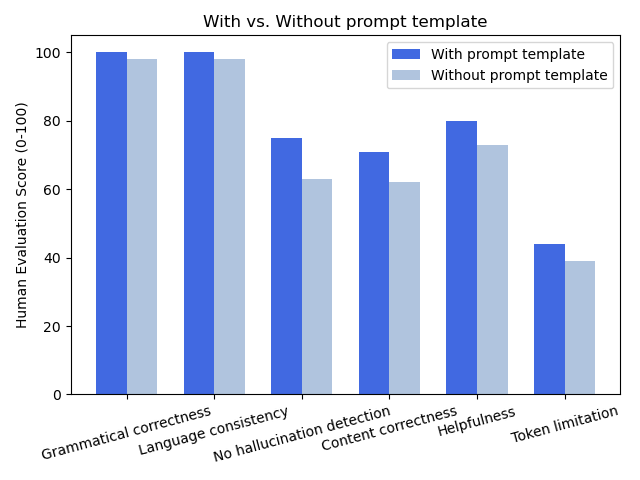 With vs. Without prompt template
With prompt template
Without prompt template
Human Evaluation Score (0-100)
100
80
60
40
20
0
Grammatical correctness
Language consistency
No hallucination detection
Content correctness
Helpfulness
Token limitation